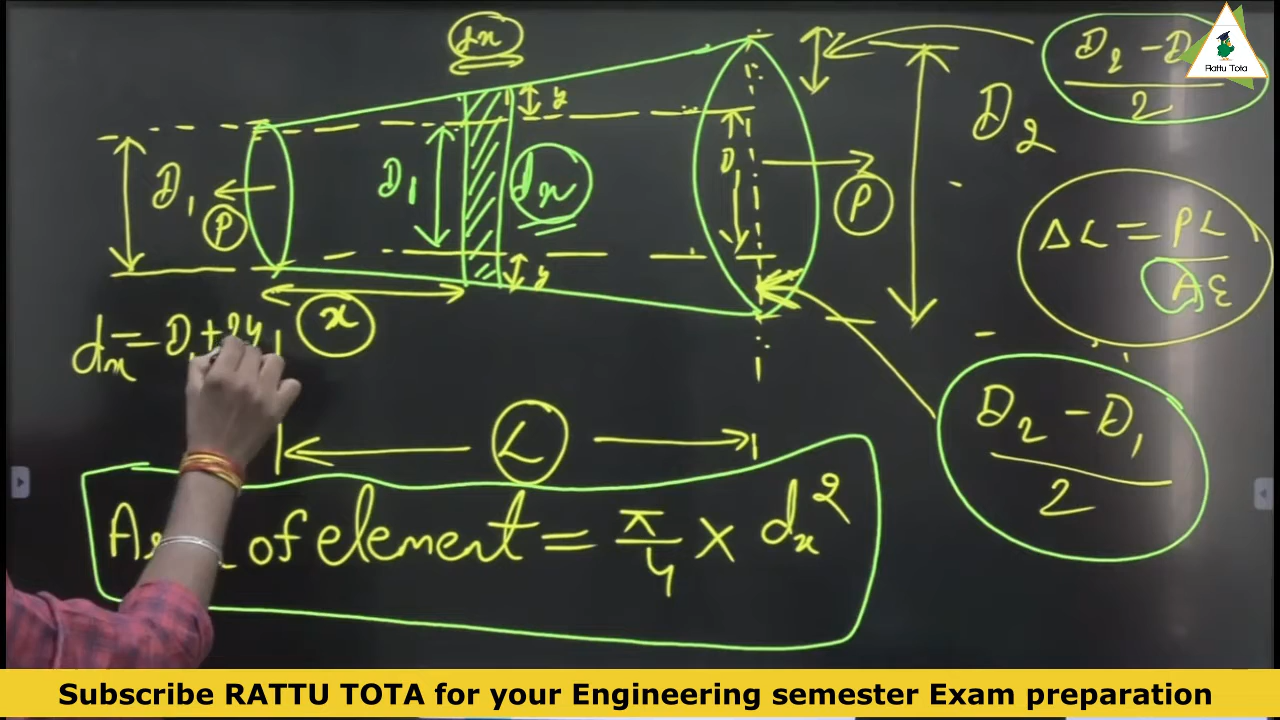 dx
D₂ - D
2
Rattu Tota
y
D₂
D₁
D₁
dx
D₁
P
P
ΔL = PL
AE
y
x
dx = D₁ + 2y
D₂ - D₁
2
L
of element = π/4 × dx²
Subscribe RATTU TOTA for your Engineering semester Exam preparation